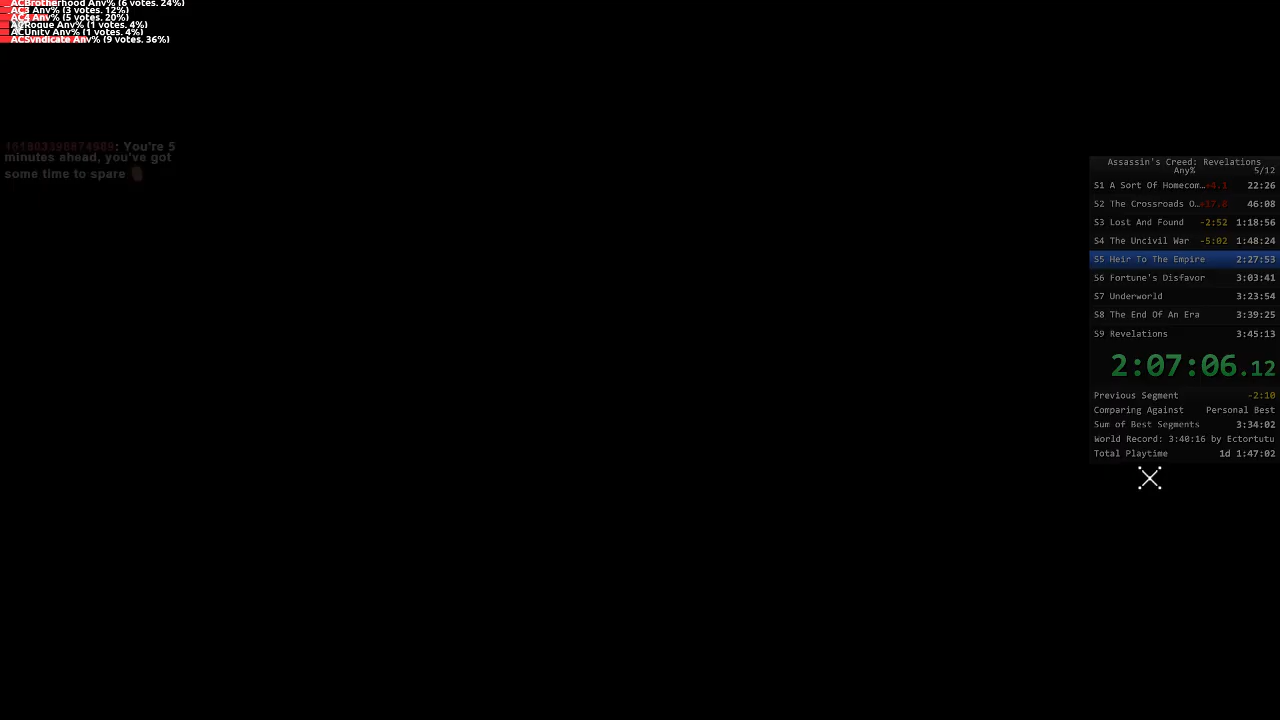 ACBrotherhood Any% (6 votes, 24%)
AC3 Any% (3 votes, 12%)
AC4 Any% (5 votes, 20%)
ACRogue Any% (1 votes, 4%)
ACUnity Any% (1 votes, 4%)
ACSyndicate Any% (9 votes, 36%)
161803398874989: You're 5
minutes ahead, you've got
some time to spare
Assassin's Creed: Revelations
Any% 5/12
S1 A Sort Of Homecom… +4.1 22:26
S2 The Crossroads O… +17.8 46:08
S3 Lost And Found -2:52 1:18:56
S4 The Uncivil War -5:02 1:48:24
S5 Heir To The Empire 2:27:53
S6 Fortune's Disfavor 3:03:41
S7 Underworld 3:23:54
S8 The End Of An Era 3:39:25
S9 Revelations 3:45:13
2:07:06.12
Previous Segment -2:10
Comparing Against Personal Best
Sum of Best Segments 3:34:02
World Record: 3:40:16 by Ectortutu
Total Playtime 1d 1:47:02